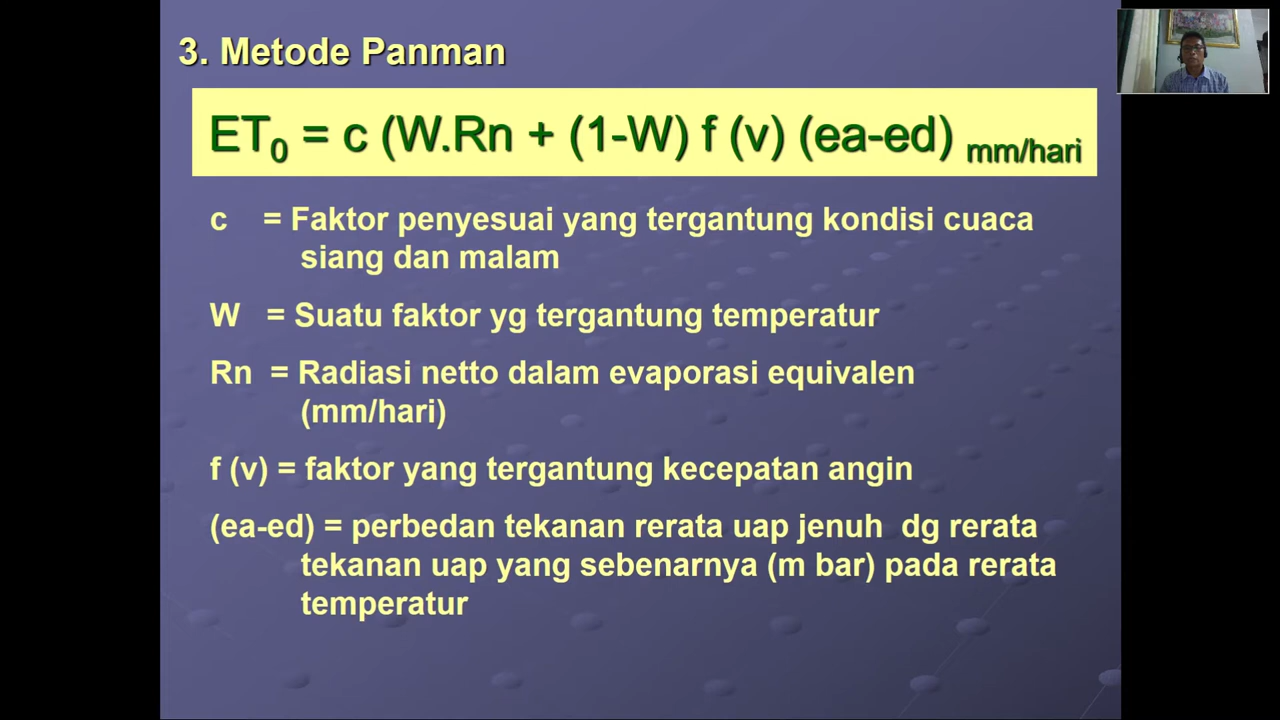 3. Metode Panman
ET0 = c (W.Rn + (1-W) f (v) (ea-ed) mm/hari
c = Faktor penyesuai yang tergantung kondisi cuaca
siang dan malam
W = Suatu faktor yg tergantung temperatur
Rn = Radiasi netto dalam evaporasi equivalen
(mm/hari)
f (v) = faktor yang tergantung kecepatan angin
(ea-ed) = perbedan tekanan rerata uap jenuh dg rerata
tekanan uap yang sebenarnya (m bar) pada rerata
temperatur